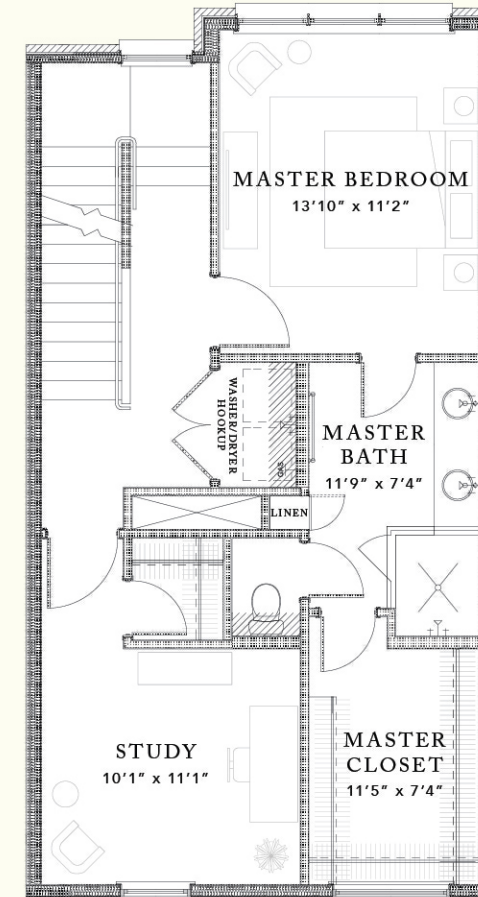 MASTER BEDROOM
13'10" x 11'2"
WASHER/DRYER
HOOKUP
MASTER
BATH
11'9" x 7'4"
LINEN
STUDY
10'1" x 11'1"
MASTER
CLOSET
11'5" x 7'4"